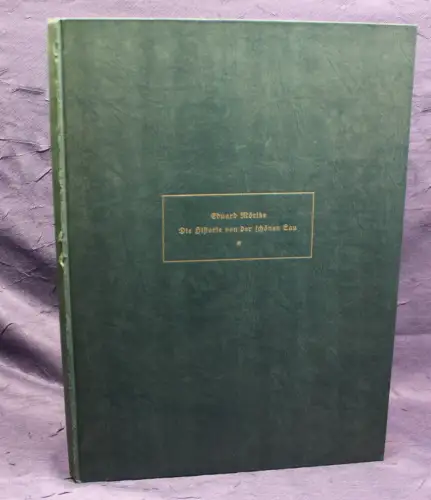 Eduard Mörike
Die Historie von der schönen Lau
*